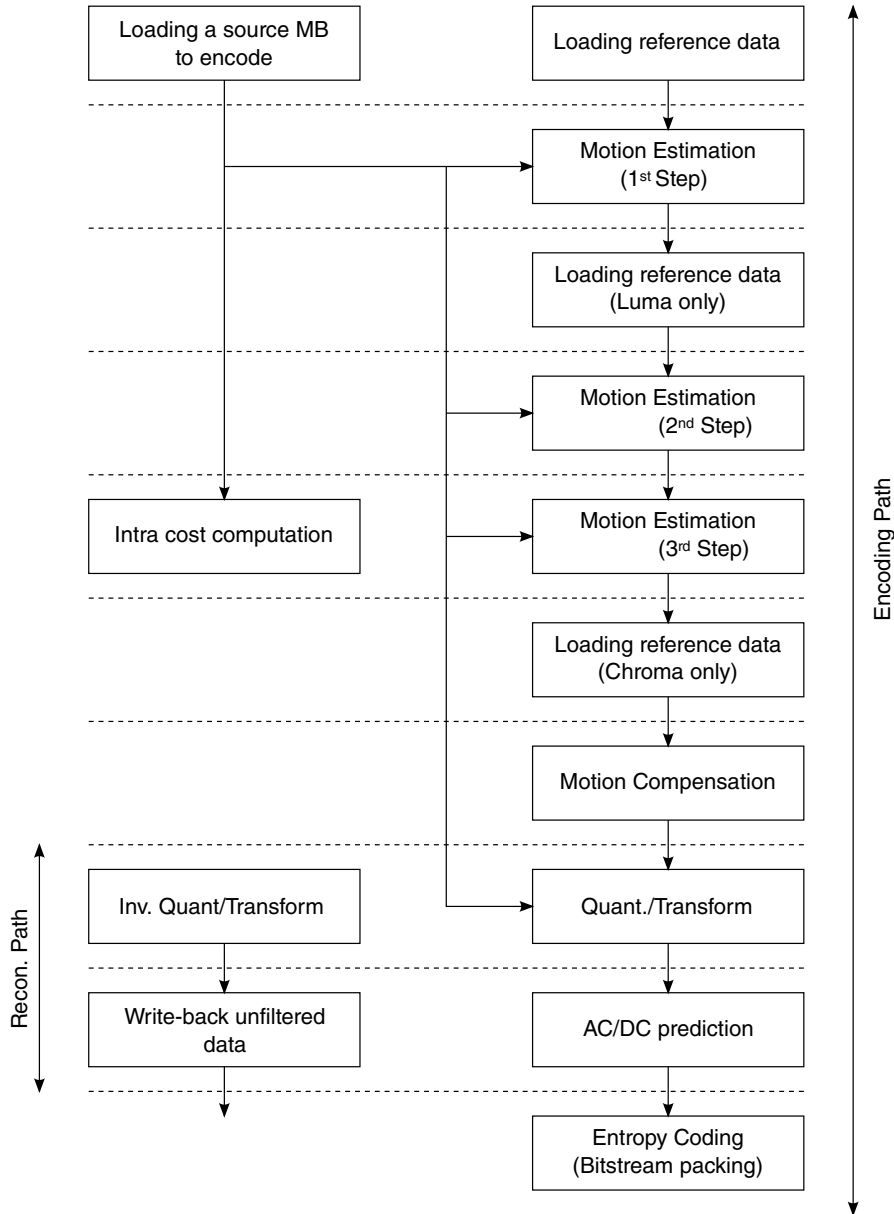 Loading a source MB
to encode
Loading reference data
Motion Estimation
(1st Step)
Loading reference data
(Luma only)
Motion Estimation
(2nd Step)
Intra cost computation
Motion Estimation
(3rd Step)
Loading reference data
(Chroma only)
Motion Compensation
Inv. Quant/Transform
Quant./Transform
Write-back unfiltered
data
AC/DC prediction
Entropy Coding
(Bitstream packing)
Recon. Path
Encoding Path